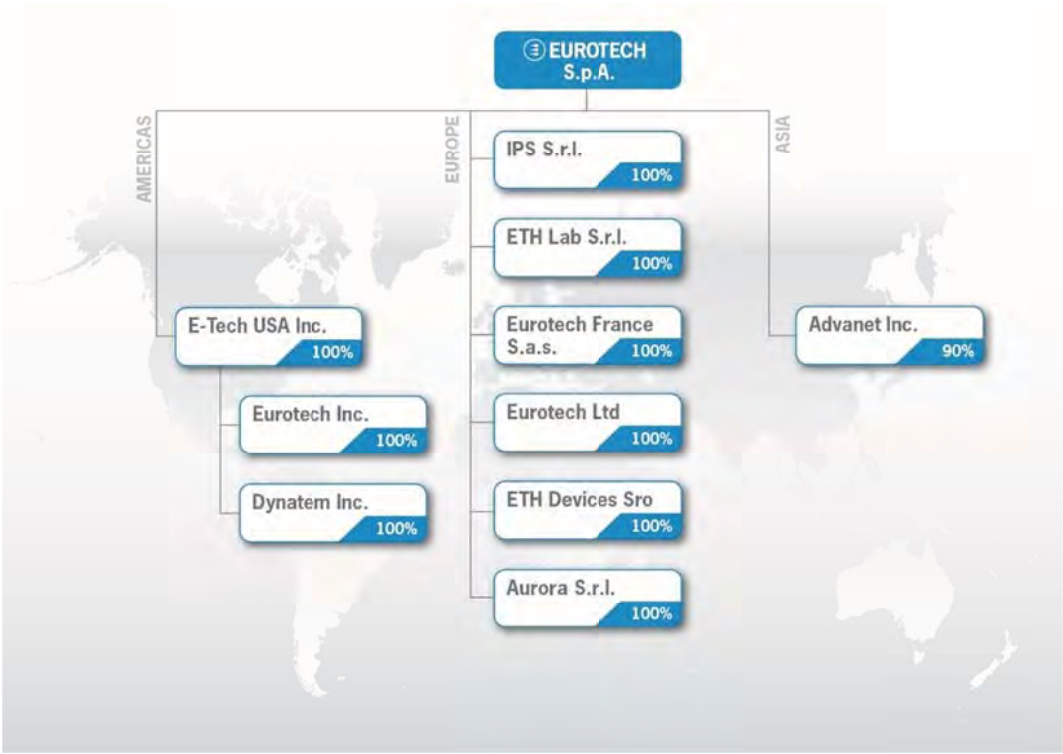 EUROTECH
S.p.A.
AMERICAS
EUROPE
ASIA
IPS S.r.l.
100%
ETH Lab S.r.l.
100%
E-Tech USA Inc.
100%
Eurotech France
S.a.s.
100%
Advanet Inc.
90%
Eurotech Inc.
100%
Eurotech Ltd
100%
Dynatem Inc.
100%
ETH Devices Sro
100%
Aurora S.r.l.
100%